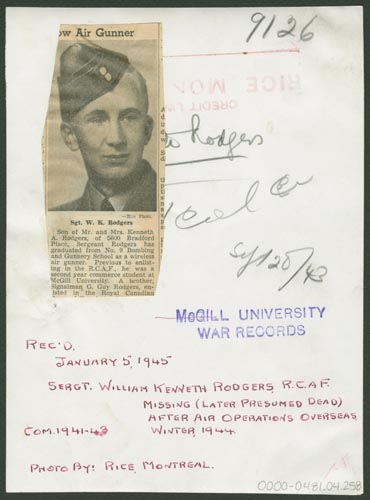 9126
ow Air Gunner
RICE MON
CREDIT LIN
Rodgers
—Rice Photo.
Sgt. W. K. Rodgers
Son of Mr. and Mrs. Kenneth
A. Rodgers, of 5600 Bradford
Place, Sergeant Rodgers has
graduated from No. 9 Bombing
and Gunnery School as a wireless
air gunner. Previous to enlist-
ing in the R.C.A.F., he was a
second year commerce student at
McGill University. A brother,
Signalman G. Guy Rodgers, en-
listed in the Royal Canadian
McGILL UNIVERSITY
WAR RECORDS
REC'D.
JANUARY 5, 1945
SERGT. WILLIAM KENNETH RODGERS, R.C.A.F.
MISSING (LATER PRESUMED DEAD)
AFTER AIR OPERATIONS OVERSEAS
COM. 1941-43 WINTER, 1944.
PHOTO BY: RICE, MONTREAL.
0000-0481.04.258